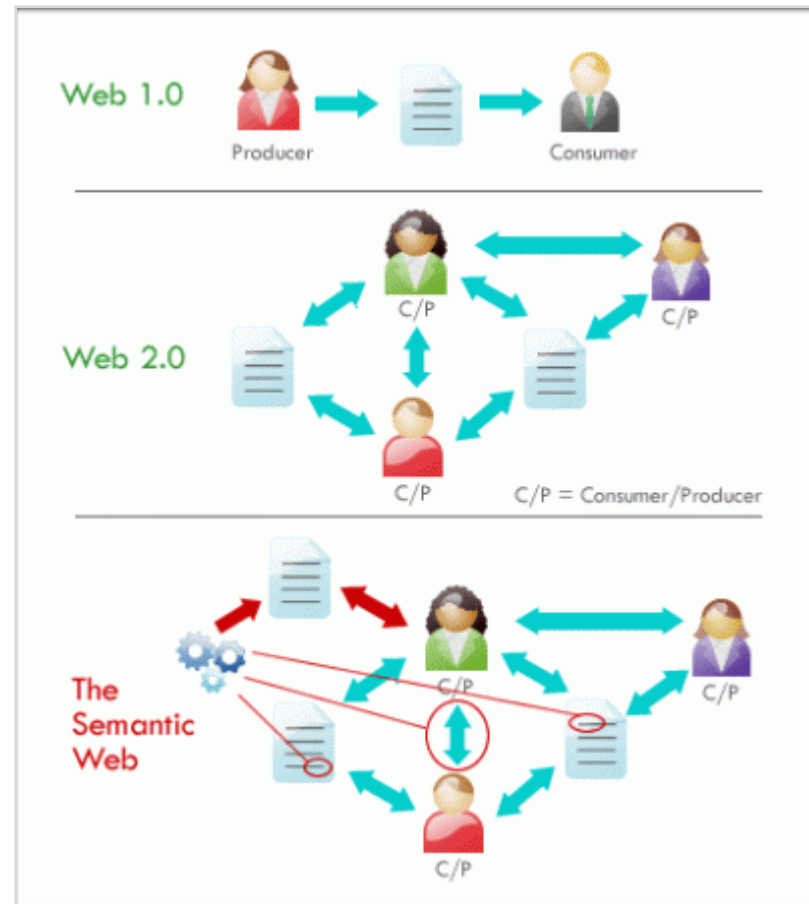 Web 1.0
Producer
Consumer
C/P
C/P
Web 2.0
C/P
C/P = Consumer/Producer
C/P
C/P
The
Semantic
Web
C/P